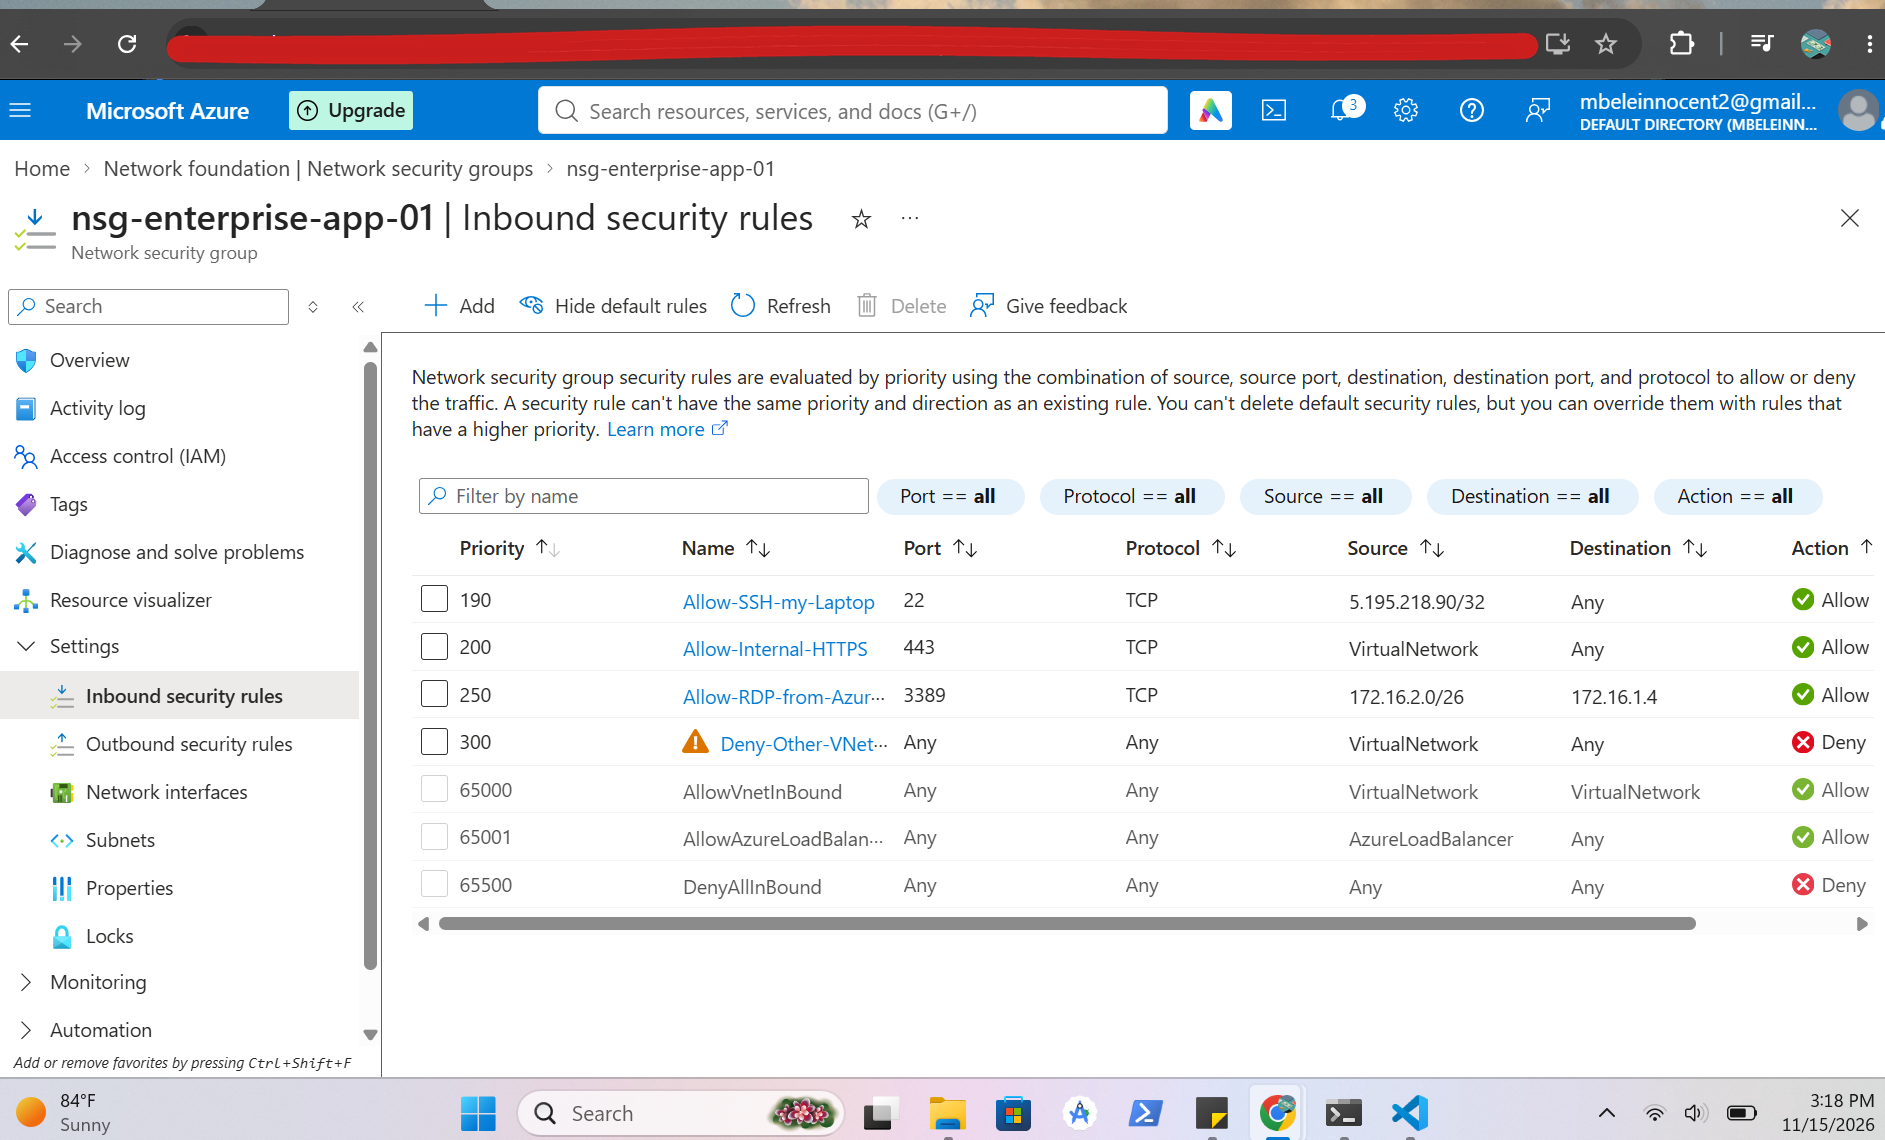 Microsoft Azure
Upgrade
Search resources, services, and docs (G+/)
3
mbeleinnocent2@gmail...
DEFAULT DIRECTORY (MBELEINN...
Home > Network foundation | Network security groups > nsg-enterprise-app-01
nsg-enterprise-app-01 | Inbound security rules
Network security group
Search
Add
Hide default rules
Refresh
Delete
Give feedback
Overview
Activity log
Access control (IAM)
Tags
Diagnose and solve problems
Resource visualizer
Settings
Inbound security rules
Outbound security rules
Network interfaces
Subnets
Properties
Locks
Monitoring
Automation
Add or remove favorites by pressing Ctrl+Shift+F
Network security group security rules are evaluated by priority using the combination of source, source port, destination, destination port, and protocol to allow or deny
the traffic. A security rule can't have the same priority and direction as an existing rule. You can't delete default security rules, but you can override them with rules that
have a higher priority. Learn more
Filter by name
Port == all
Protocol == all
Source == all
Destination == all
Action == all
Priority Name Port Protocol Source Destination Action
190 Allow-SSH-my-Laptop 22 TCP 5.195.218.90/32 Any Allow
200 Allow-Internal-HTTPS 443 TCP VirtualNetwork Any Allow
250 Allow-RDP-from-Azur... 3389 TCP 172.16.2.0/26 172.16.1.4 Allow
300 Deny-Other-VNet... Any Any VirtualNetwork Any Deny
65000 AllowVnetInBound Any Any VirtualNetwork VirtualNetwork Allow
65001 AllowAzureLoadBalan... Any Any AzureLoadBalancer Any Allow
65500 DenyAllInBound Any Any Any Any Deny
84°F
Sunny
Search
3:18 PM
11/15/2026